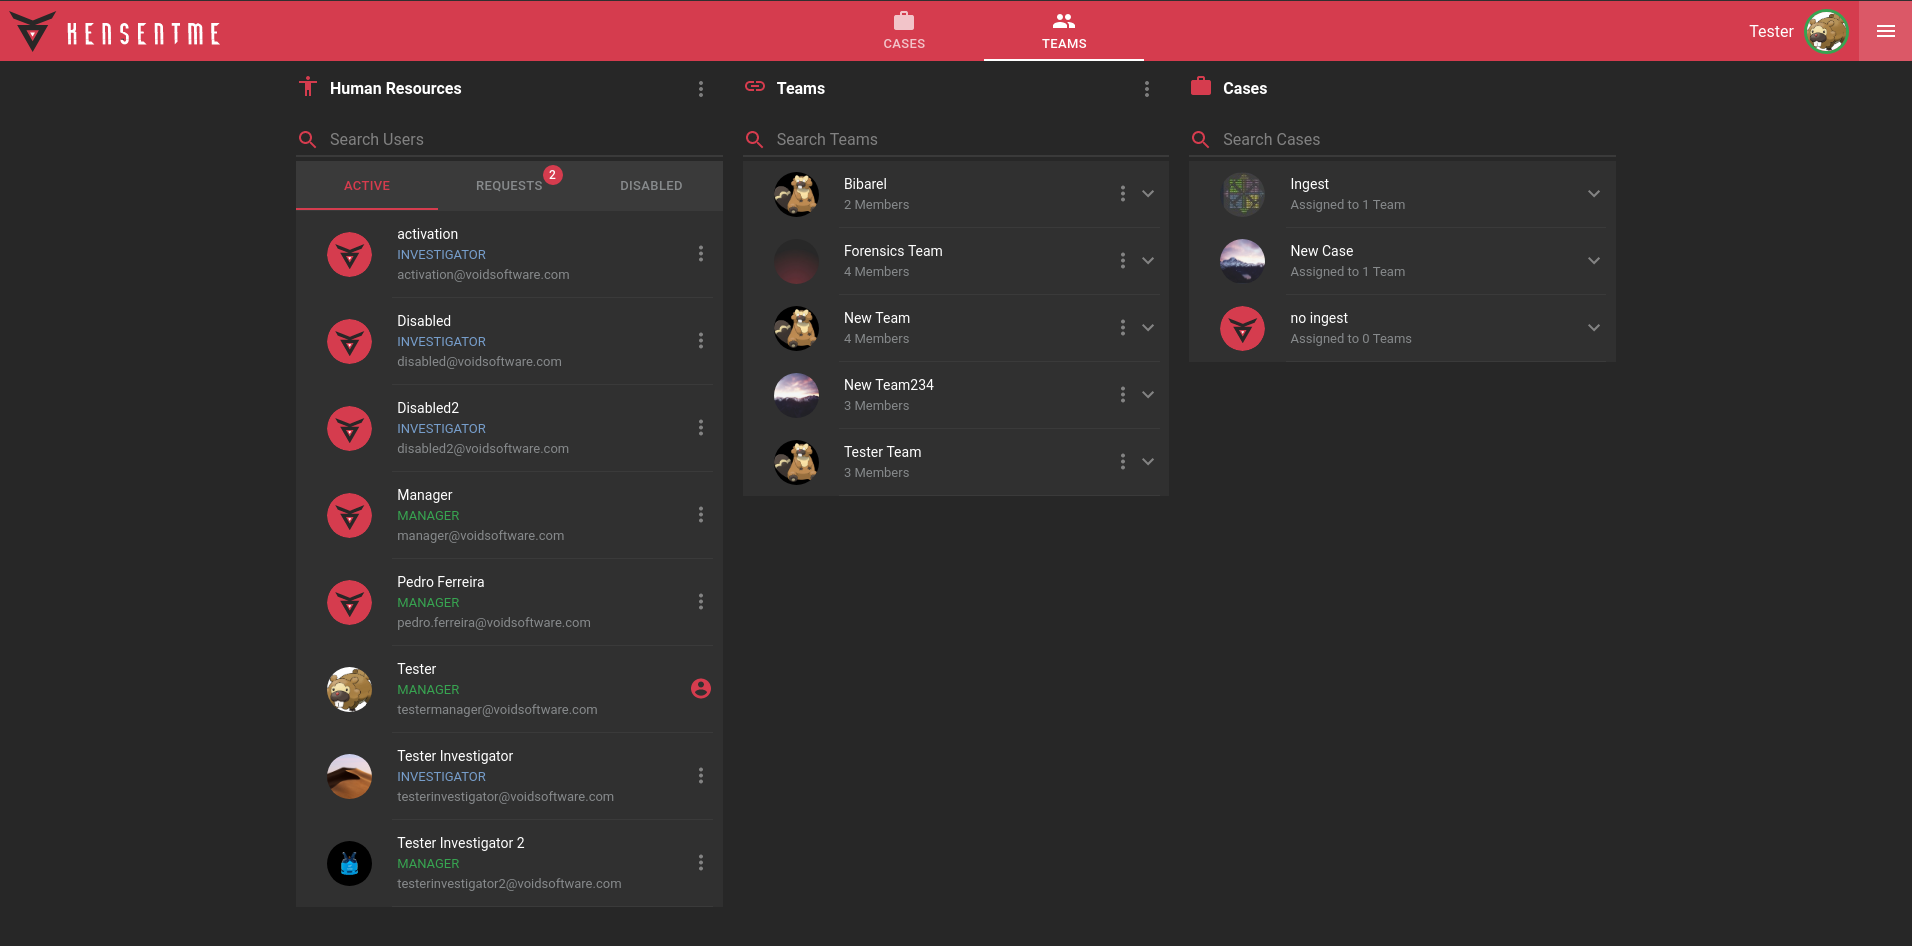 KENSENTME
CASES
TEAMS
Tester
Human Resources
Search Users
ACTIVE
REQUESTS
2
DISABLED
activation
INVESTIGATOR
activation@voidsoftware.com
Disabled
INVESTIGATOR
disabled@voidsoftware.com
Disabled2
INVESTIGATOR
disabled2@voidsoftware.com
Manager
MANAGER
manager@voidsoftware.com
Pedro Ferreira
MANAGER
pedro.ferreira@voidsoftware.com
Tester
MANAGER
testermanager@voidsoftware.com
Tester Investigator
INVESTIGATOR
testerinvestigator@voidsoftware.com
Tester Investigator 2
MANAGER
testerinvestigator2@voidsoftware.com
Teams
Search Teams
Bibarel
2 Members
Forensics Team
4 Members
New Team
4 Members
New Team234
3 Members
Tester Team
3 Members
Cases
Search Cases
Ingest
Assigned to 1 Team
New Case
Assigned to 1 Team
no ingest
Assigned to 0 Teams